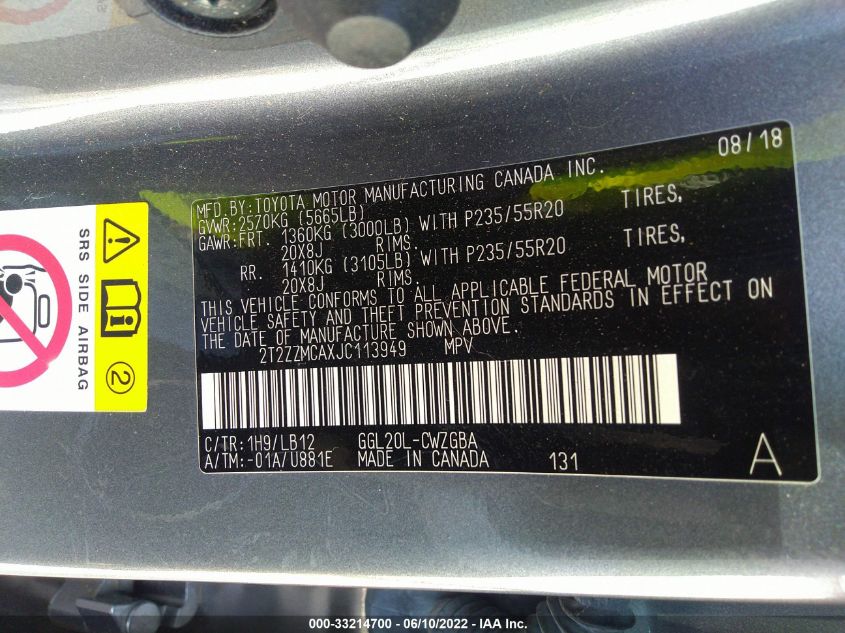 08/18
MFD.BY:TOYOTA MOTOR MANUFACTURING CANADA INC.
GVWR:2570KG (5665LB)
GAWR:FRT. 1360KG (3000LB) WITH P235/55R20 TIRES,
20X8J RIMS.
RR. 1410KG (3105LB) WITH P235/55R20 TIRES,
20X8J RIMS.
THIS VEHICLE CONFORMS TO ALL APPLICABLE FEDERAL MOTOR
VEHICLE SAFETY AND THEFT PREVENTION STANDARDS IN EFFECT ON
THE DATE OF MANUFACTURE SHOWN ABOVE.
2T2ZZMCAXJC113949 MPV
C/TR:1H9/LB12 GGL20L-CWZGBA
A/TM:-01A/U881E MADE IN CANADA 131 A
SRS SIDE AIRBAG
2
000-33214700 - 06/10/2022 - IAA Inc.